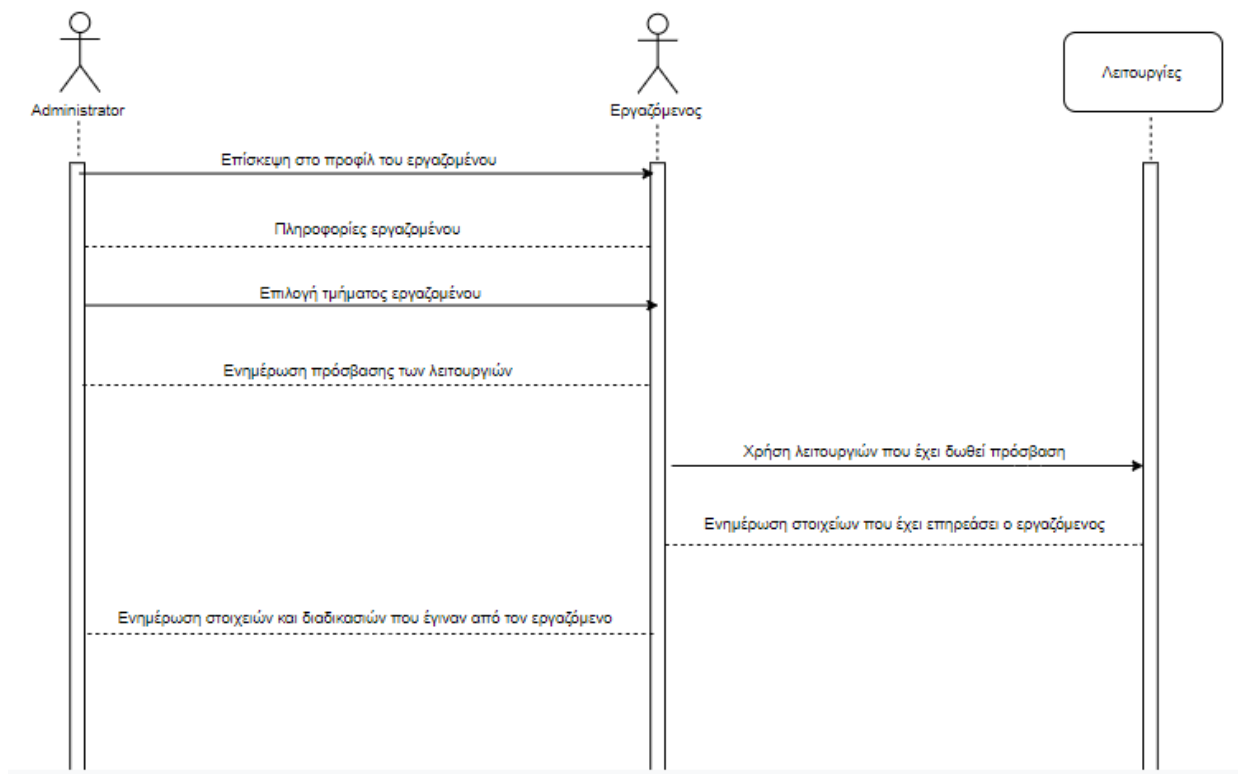 Administrator
Εργαζόμενος
Λειτουργίες
Επίσκεψη στο προφίλ του εργαζομένου
Πληροφορίες εργαζομένου
Επιλογή τμήματος εργαζομένου
Ενημέρωση πρόσβασης των λειτουργιών
Χρήση λειτουργιών που έχει δωθεί πρόσβαση
Ενημέρωση στοιχείων που έχει επηρεάσει ο εργαζόμενος
Ενημέρωση στοιχειών και διαδικασιών που έγιναν από τον εργαζόμενο